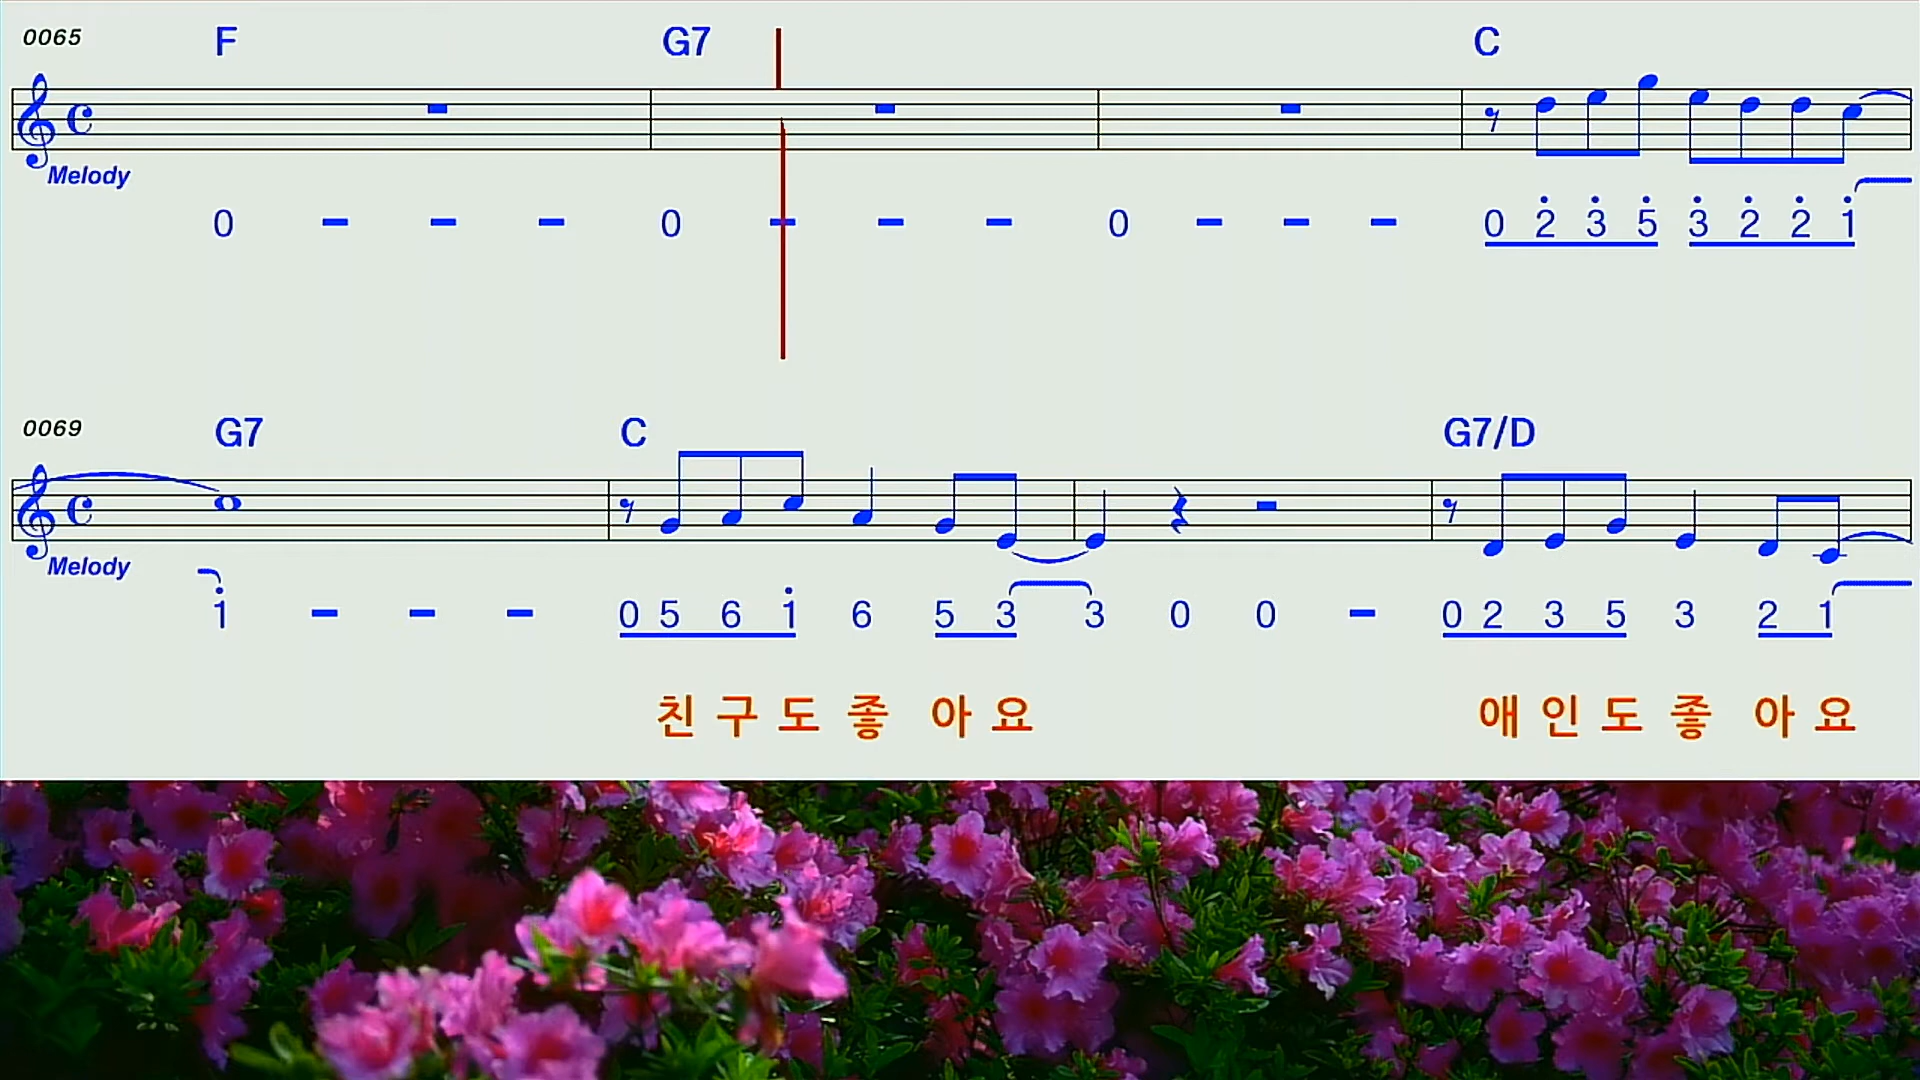 0065 F G7 C
Melody
0 - - - 0 - - - 0 - - - 0 2̇ 3̇ 5̇ 3̇ 2̇ 2̇ 1̇
0069 G7 C G7/D
Melody
1̇ - - - 0 5 6 1̇ 6 5 3 3 0 0 - 0 2 3 5 3 2 1
친 구 도 좋 아 요 애 인 도 좋 아 요